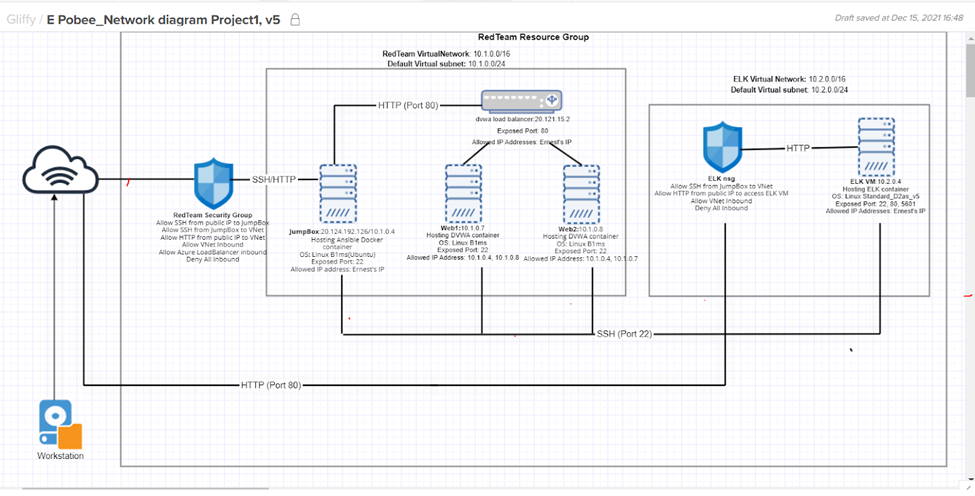 Gliffy / E Pobee_Network diagram Project1, v5
Draft saved at Dec 15, 2021 16:48
RedTeam Resource Group
RedTeam VirtualNetwork: 10.1.0.0/16
Default Virtual subnet: 10.1.0.0/24
ELK Virtual Network: 10.2.0.0/16
Default Virtual subnet: 10.2.0.0/24
HTTP (Port 80)
dvwa load balancer:20.121.15.2
Exposed Port: 80
Allowed IP Addresses: Ernest's IP
HTTP
SSH/HTTP
RedTeam Security Group
Allow SSH from public IP to JumpBox
Allow SSH from JumpBox to VNet
Allow HTTP from public IP to VNet
Allow VNet Inbound
Allow Azure LoadBalancer inbound
Deny All Inbound
JumpBox:20.124.192.126/10.1.0.4
Hosting Ansible Docker
container
OS: Linux B1ms(Ubuntu)
Exposed Port: 22
Allowed IP address: Ernest's IP
Web1:10.1.0.7
Hosting DVWA container
OS: Linux B1ms
Exposed Port: 22
Allowed IP Address: 10.1.0.4, 10.1.0.8
Web2:10.1.0.8
Hosting DVWA container
OS: Linux B1ms
Exposed Port: 22
Allowed IP Address: 10.1.0.4, 10.1.0.7
ELK nsg
Allow SSH from JumpBox to VNet
Allow HTTP from public IP to access ELK VM
Allow VNet Inbound
Deny All Inbound
ELK VM:10.2.0.4
Hosting ELK container
OS: Linux Standard_D2as_v5
Exposed Port: 22, 80, 5601
Allowed IP Addresses: Ernest's IP
SSH (Port 22)
HTTP (Port 80)
Workstation